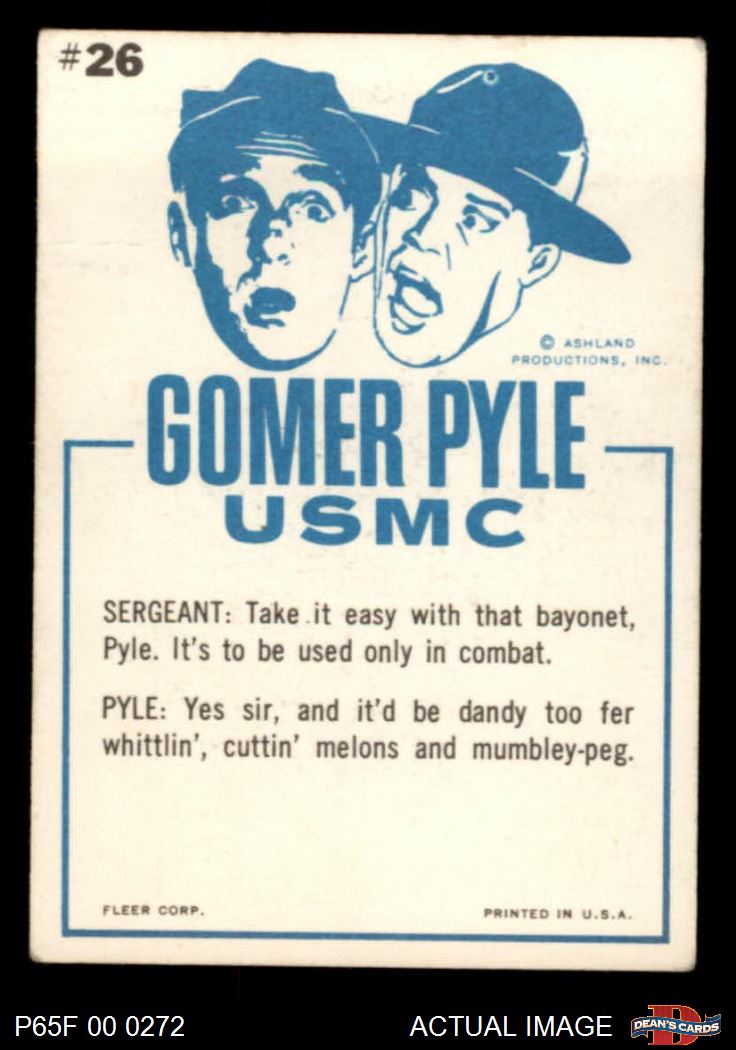 #26
© ASHLAND
PRODUCTIONS, INC.
GOMER PYLE
USMC
SERGEANT: Take it easy with that bayonet,
Pyle. It's to be used only in combat.
PYLE: Yes sir, and it'd be dandy too fer
whittlin', cuttin' melons and mumbley-peg.
FLEER CORP.
PRINTED IN U.S.A.
P65F 00 0272
ACTUAL IMAGE
D
DEAN'S CARDS